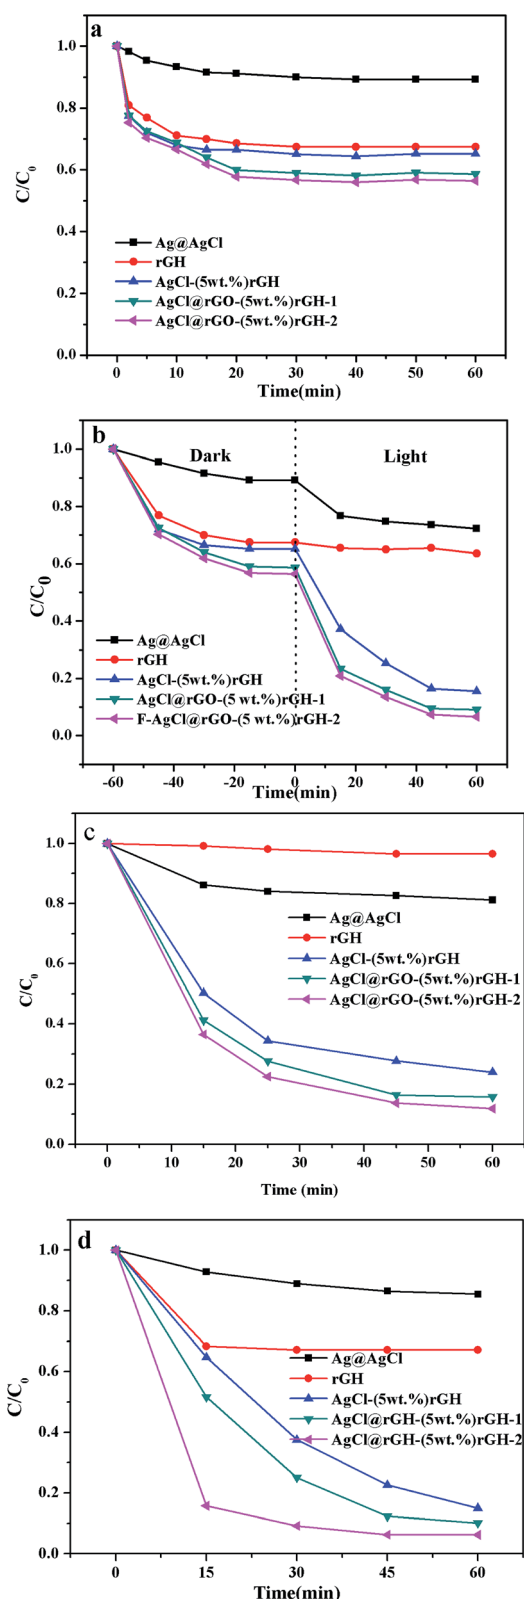 a
1.0
0.8
0.6
0.4
0.2
0.0
C/C0
Ag@AgCl
rGH
AgCl-(5wt.%)rGH
AgCl@rGO-(5wt.%)rGH-1
AgCl@rGO-(5wt.%)rGH-2
0 10 20 30 40 50 60
Time(min)
b
Dark
Light
1.0
0.8
0.6
0.4
0.2
0.0
C/C0
Ag@AgCl
rGH
AgCl-(5wt.%)rGH
AgCl@rGO-(5 wt.%)rGH-1
F-AgCl@rGO-(5 wt.%)rGH-2
-60 -40 -20 0 20 40 60
Time(min)
c
1.0
0.8
0.6
0.4
0.2
0.0
C/C0
Ag@AgCl
rGH
AgCl-(5wt.%)rGH
AgCl@rGO-(5wt.%)rGH-1
AgCl@rGO-(5wt.%)rGH-2
0 10 20 30 40 50 60
Time (min)
d
1.0
0.8
0.6
0.4
0.2
0.0
C/C0
Ag@AgCl
rGH
AgCl-(5wt.%)rGH
AgCl@rGH-(5wt.%)rGH-1
AgCl@rGH-(5wt.%)rGH-2
0 15 30 45 60
Time(min)